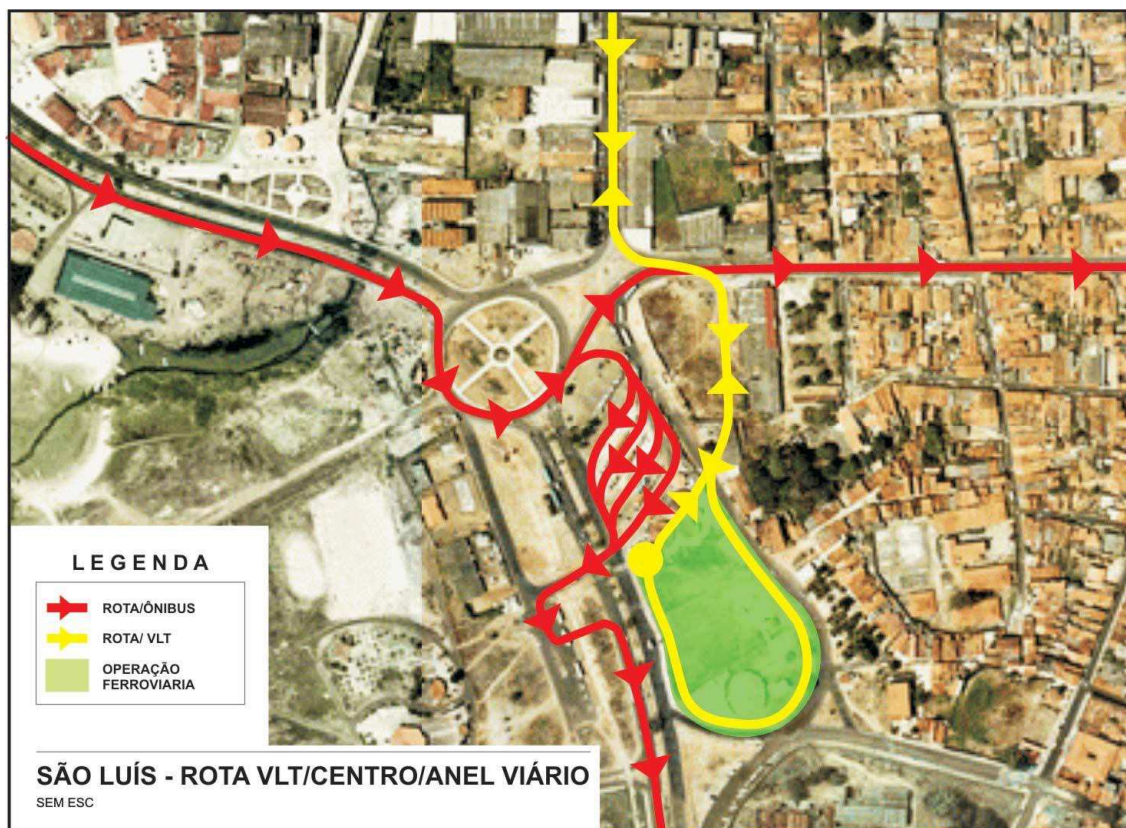 LEGENDA
ROTA/ÔNIBUS
ROTA/ VLT
OPERAÇÃO
FERROVIARIA
SÃO LUÍS - ROTA VLT/CENTRO/ANEL VIÁRIO
SEM ESC